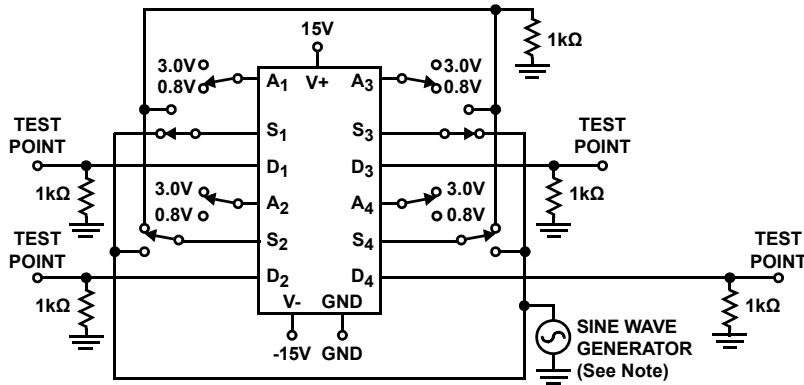 15V
1kΩ
3.0V
0.8V
A1
V+
A3
3.0V
0.8V
TEST
POINT
S1
S3
TEST
POINT
D1
D3
1kΩ
3.0V
0.8V
A2
A4
3.0V
0.8V
1kΩ
TEST
POINT
S2
S4
TEST
POINT
D2
D4
1kΩ
V- GND
1kΩ
-15V GND
SINE WAVE
GENERATOR
(See Note)